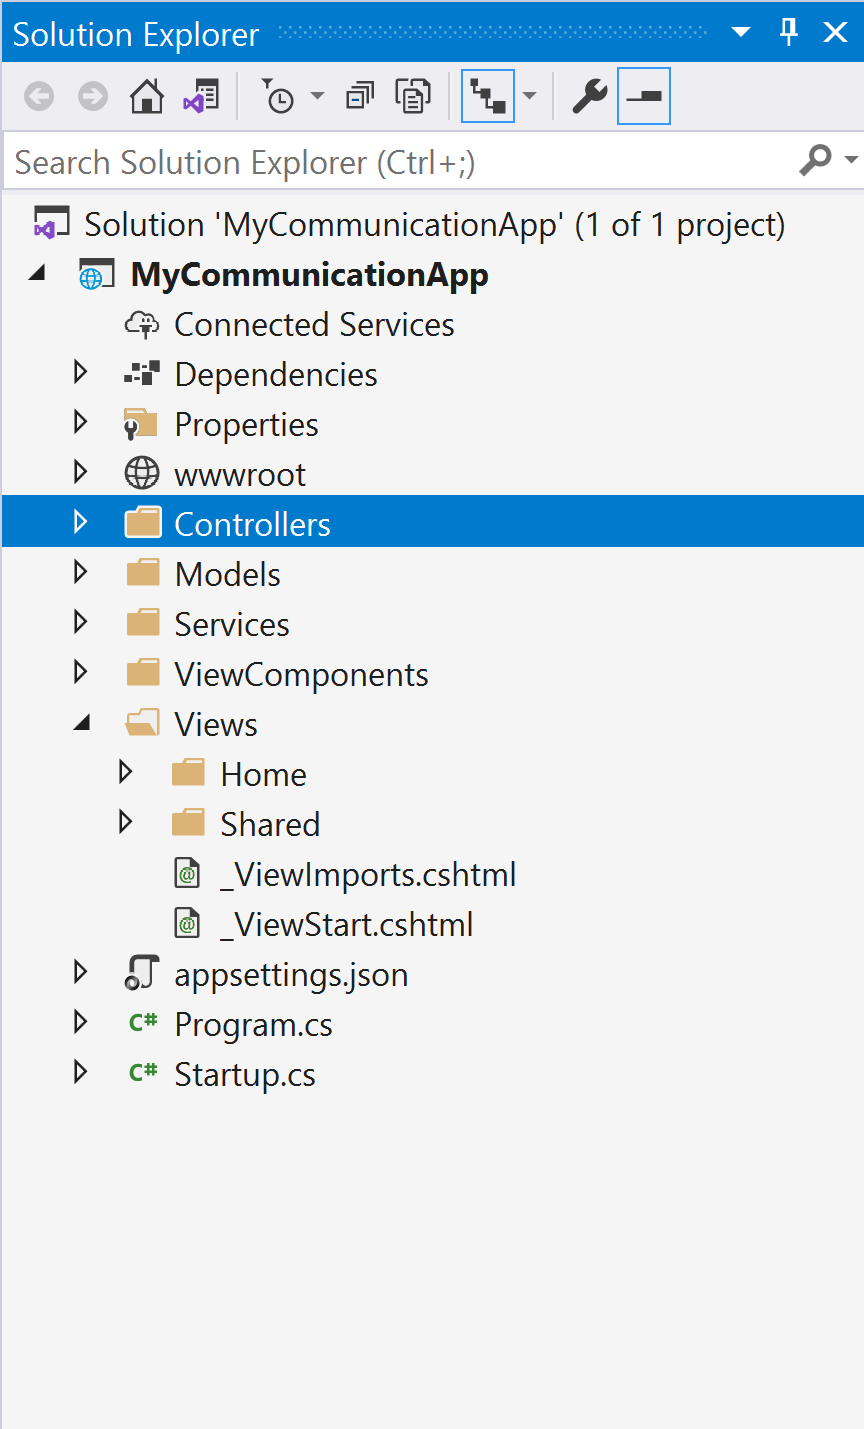 Solution Explorer
Search Solution Explorer (Ctrl+;)
Solution 'MyCommunicationApp' (1 of 1 project)
MyCommunicationApp
Connected Services
Dependencies
Properties
wwwroot
Controllers
Models
Services
ViewComponents
Views
Home
Shared
@ _ViewImports.cshtml
@ _ViewStart.cshtml
appsettings.json
C# Program.cs
C# Startup.cs